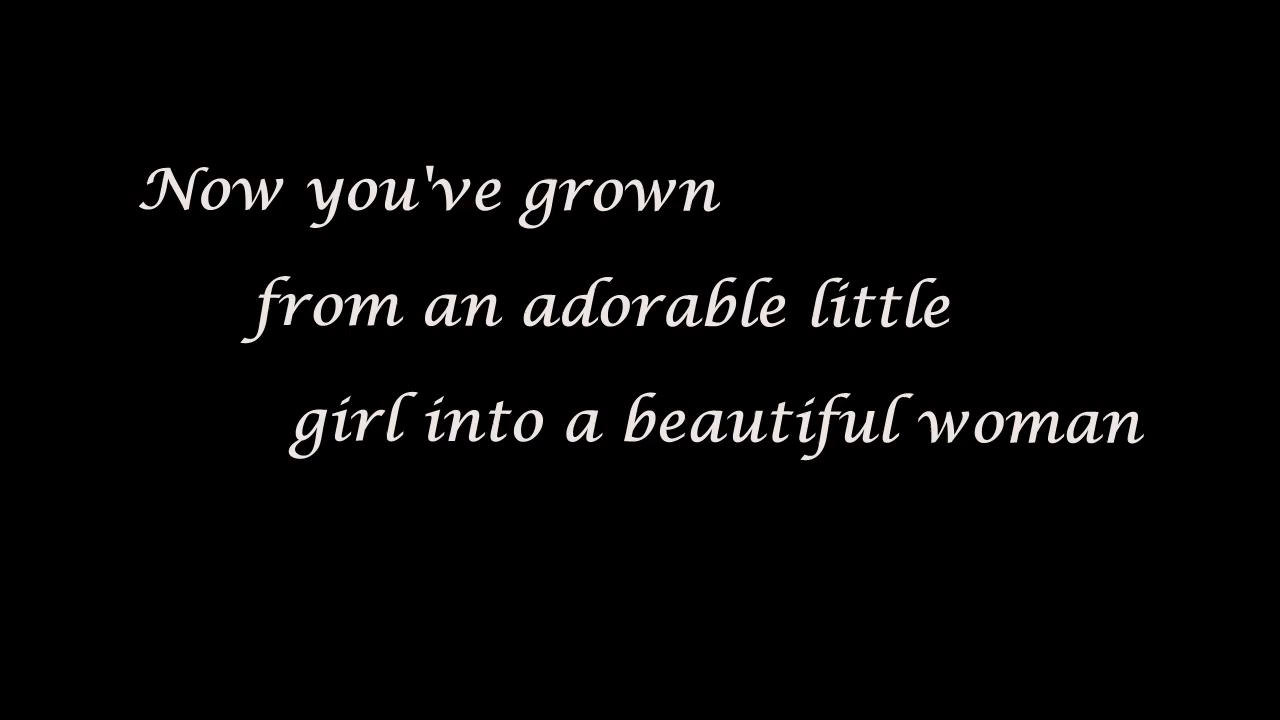 Now you've grown
from an adorable little
girl into a beautiful woman